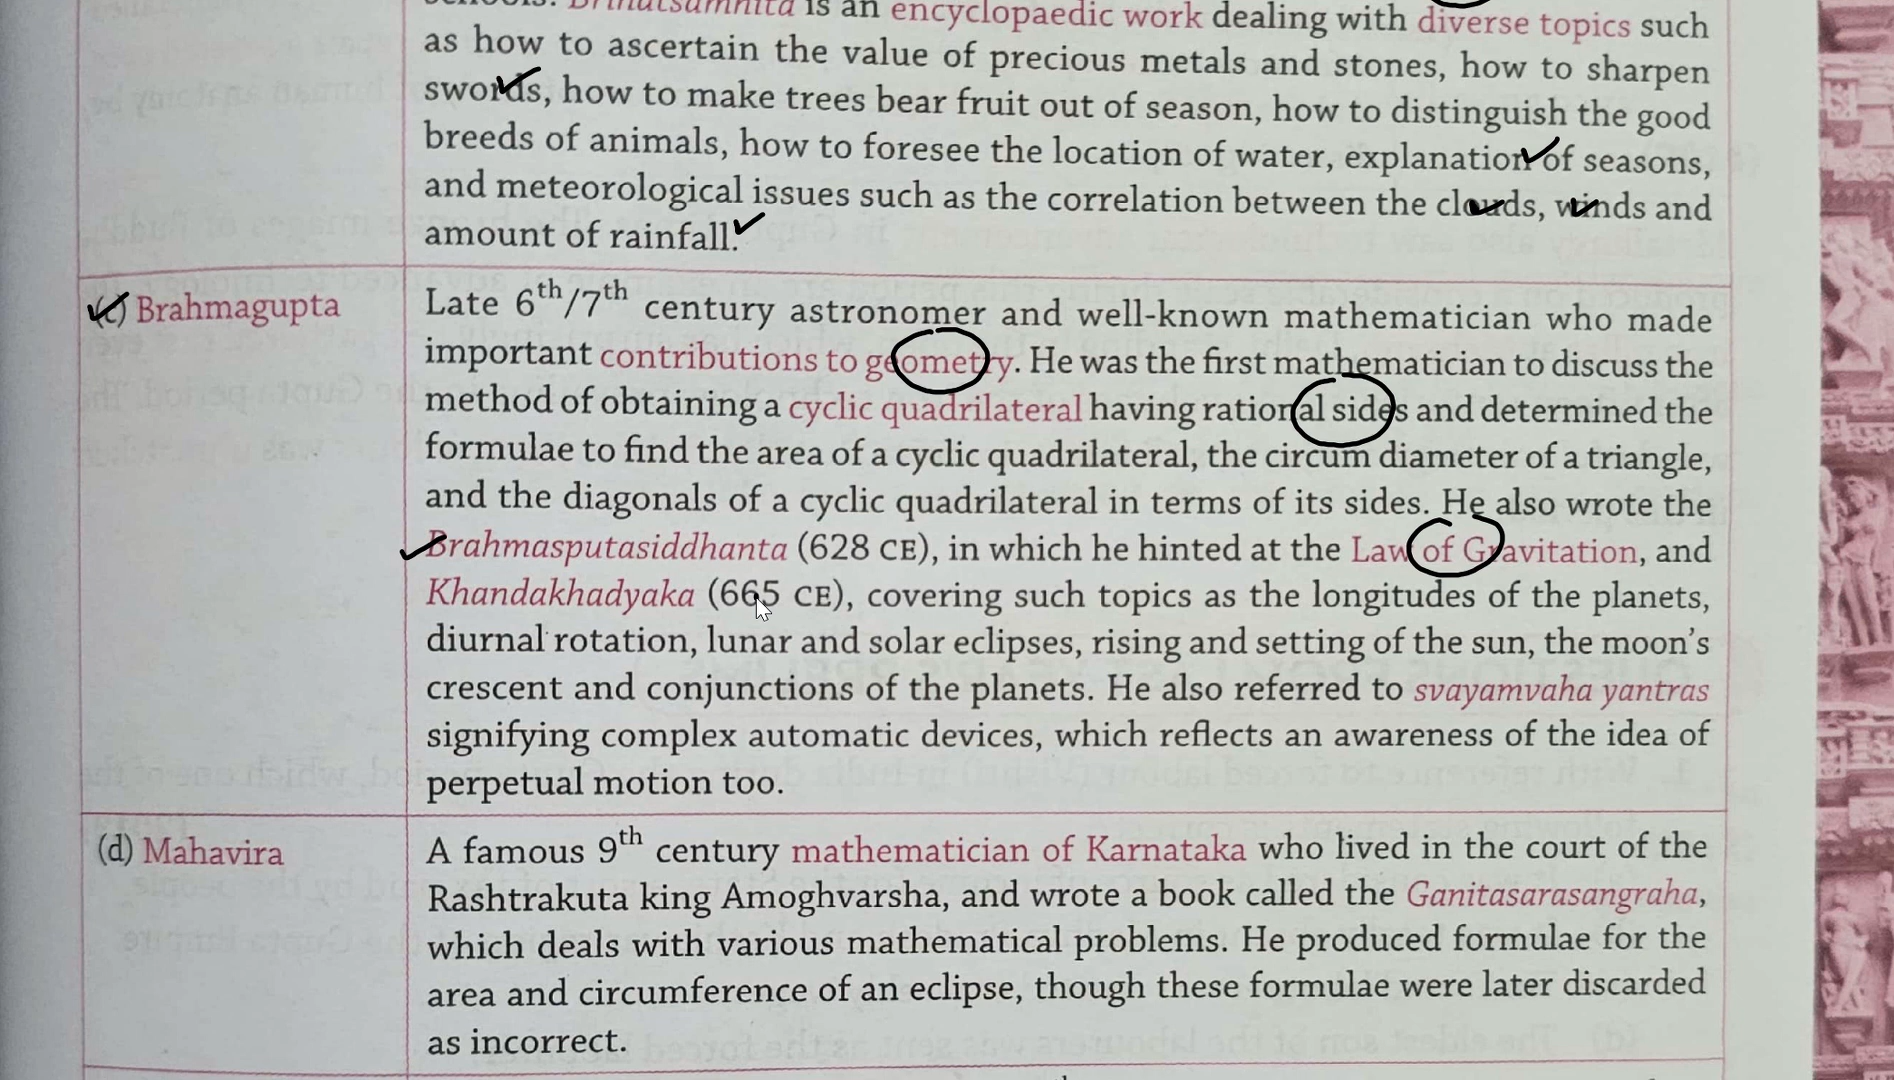 Brihatsamhita is an encyclopaedic work dealing with diverse topics such
as how to ascertain the value of precious metals and stones, how to sharpen
swords, how to make trees bear fruit out of season, how to distinguish the good
breeds of animals, how to foresee the location of water, explanation of seasons,
and meteorological issues such as the correlation between the clouds, winds and
amount of rainfall.
(c) Brahmagupta
Late 6th/7th century astronomer and well-known mathematician who made
important contributions to geometry. He was the first mathematician to discuss the
method of obtaining a cyclic quadrilateral having rational sides and determined the
formulae to find the area of a cyclic quadrilateral, the circum diameter of a triangle,
and the diagonals of a cyclic quadrilateral in terms of its sides. He also wrote the
Brahmasputasiddhanta (628 CE), in which he hinted at the Law of Gravitation, and
Khandakhadyaka (665 CE), covering such topics as the longitudes of the planets,
diurnal rotation, lunar and solar eclipses, rising and setting of the sun, the moon's
crescent and conjunctions of the planets. He also referred to svayamvaha yantras
signifying complex automatic devices, which reflects an awareness of the idea of
perpetual motion too.
(d) Mahavira
A famous 9th century mathematician of Karnataka who lived in the court of the
Rashtrakuta king Amoghvarsha, and wrote a book called the Ganitasarasangraha,
which deals with various mathematical problems. He produced formulae for the
area and circumference of an eclipse, though these formulae were later discarded
as incorrect.